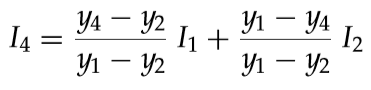 $I_4 = \frac{y_4 - y_2}{y_1 - y_2} I_1 + \frac{y_1 - y_4}{y_1 - y_2} I_2$